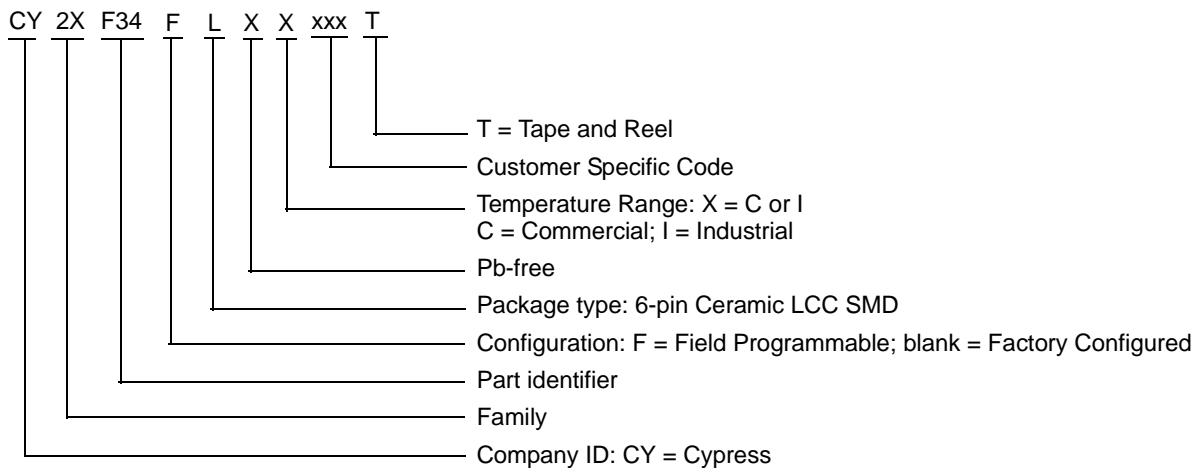 CY 2X F34 F L X X xxx T
T = Tape and Reel
Customer Specific Code
Temperature Range: X = C or I
C = Commercial; I = Industrial
Pb-free
Package type: 6-pin Ceramic LCC SMD
Configuration: F = Field Programmable; blank = Factory Configured
Part identifier
Family
Company ID: CY = Cypress